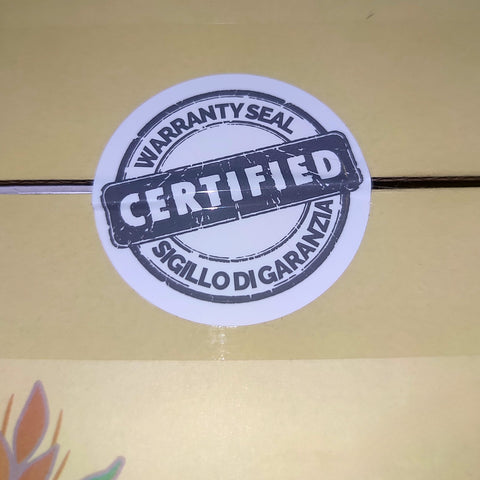 WARRANTY SEAL
CERTIFIED
SIGILLO DI GARANZIA